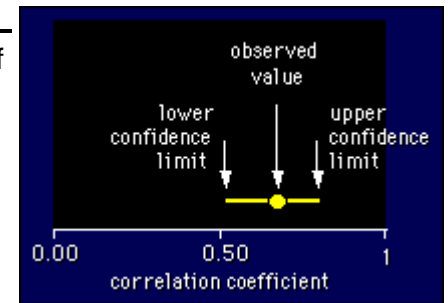 f
observed
value
lower
confidence
limit
upper
confidence
limit
0.00 0.50 1
correlation coefficient